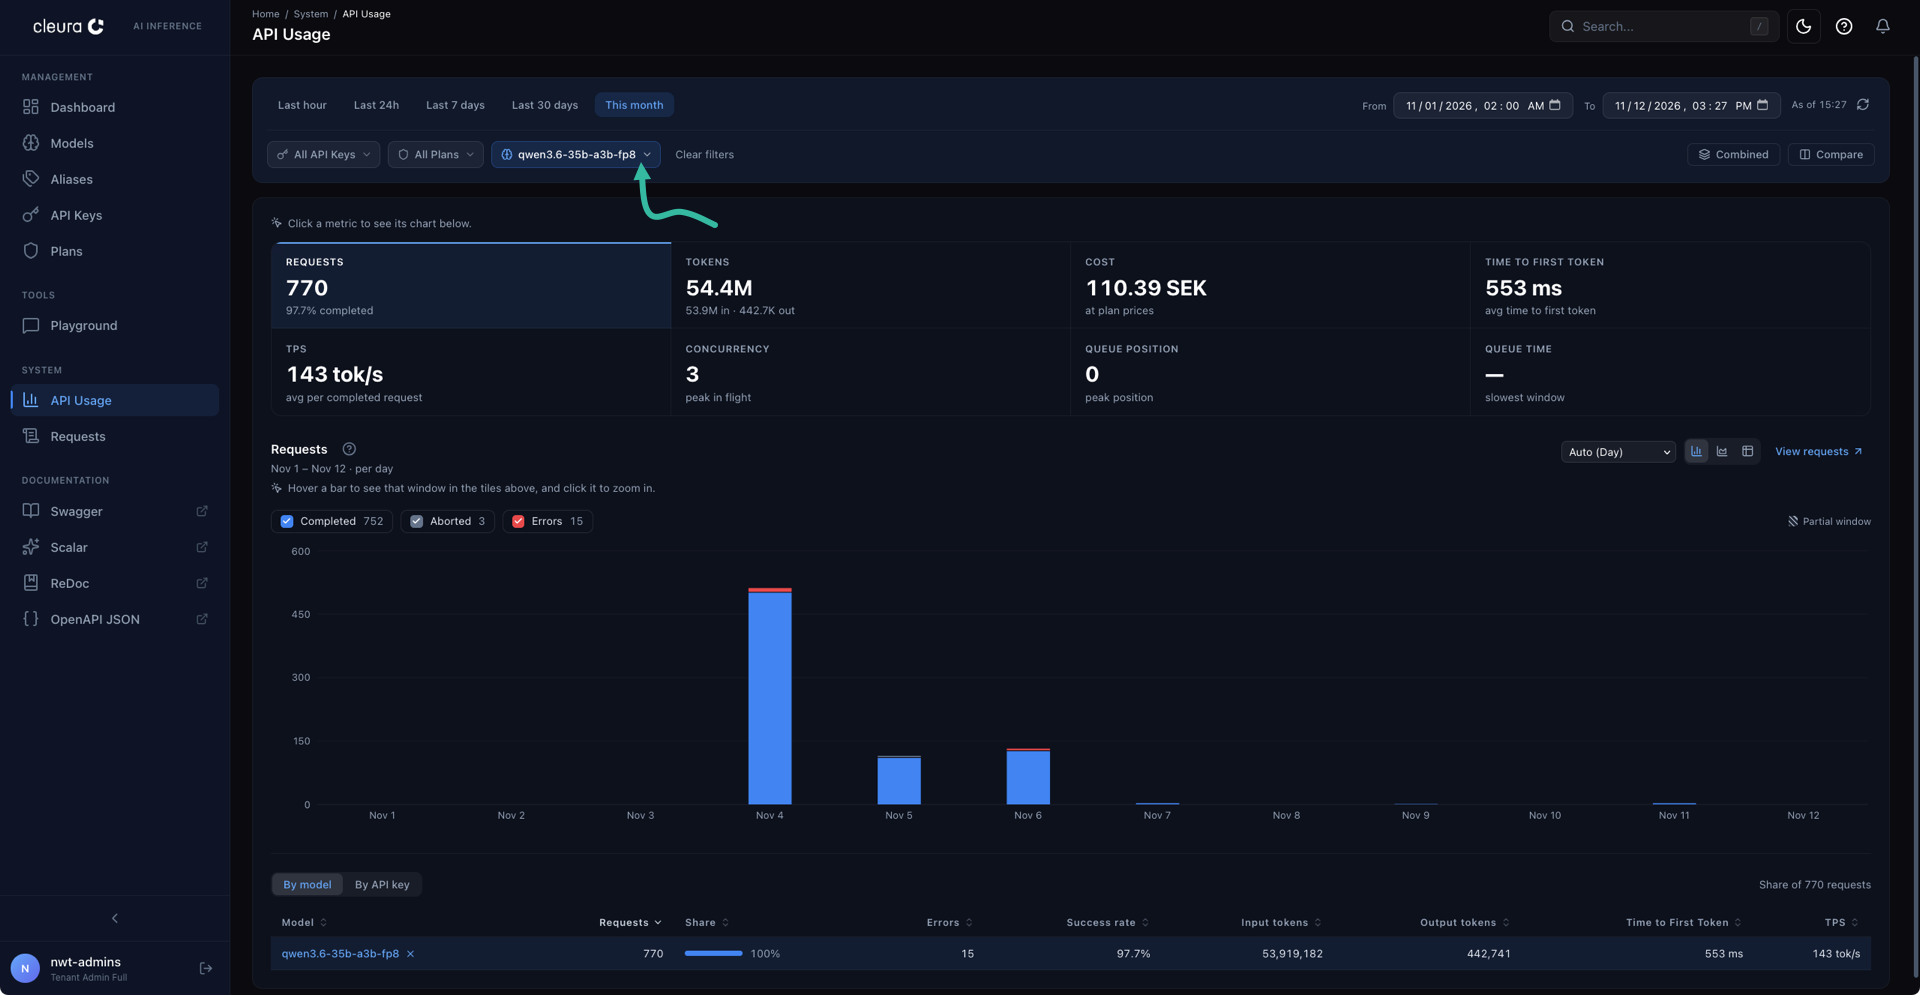 cleura AI INFERENCE
MANAGEMENT
Dashboard
Models
Aliases
API Keys
Plans
TOOLS
Playground
SYSTEM
API Usage
Requests
DOCUMENTATION
Swagger
Scalar
ReDoc
OpenAPI JSON
N nwt-admins
Tenant Admin Full
Home / System / API Usage
API Usage
Search... /
Last hour Last 24h Last 7 days Last 30 days This month
From 11/01/2026, 02:00 AM To 11/12/2026, 03:27 PM As of 15:27
All API Keys All Plans qwen3.6-35b-a3b-fp8 Clear filters
Combined Compare
Click a metric to see its chart below.
REQUESTS
770
97.7% completed
TOKENS
54.4M
53.9M in · 442.7K out
COST
110.39 SEK
at plan prices
TIME TO FIRST TOKEN
553 ms
avg time to first token
TPS
143 tok/s
avg per completed request
CONCURRENCY
3
peak in flight
QUEUE POSITION
0
peak position
QUEUE TIME
—
slowest window
Requests
Auto (Day) View requests
Nov 1 – Nov 12 · per day
Hover a bar to see that window in the tiles above, and click it to zoom in.
Completed 752 Aborted 3 Errors 15
Partial window
600
450
300
150
0
Nov 1 Nov 2 Nov 3 Nov 4 Nov 5 Nov 6 Nov 7 Nov 8 Nov 9 Nov 10 Nov 11 Nov 12
By model By API key
Share of 770 requests
Model Requests Share Errors Success rate Input tokens Output tokens Time to First Token TPS
qwen3.6-35b-a3b-fp8 × 770 100% 15 97.7% 53,919,182 442,741 553 ms 143 tok/s